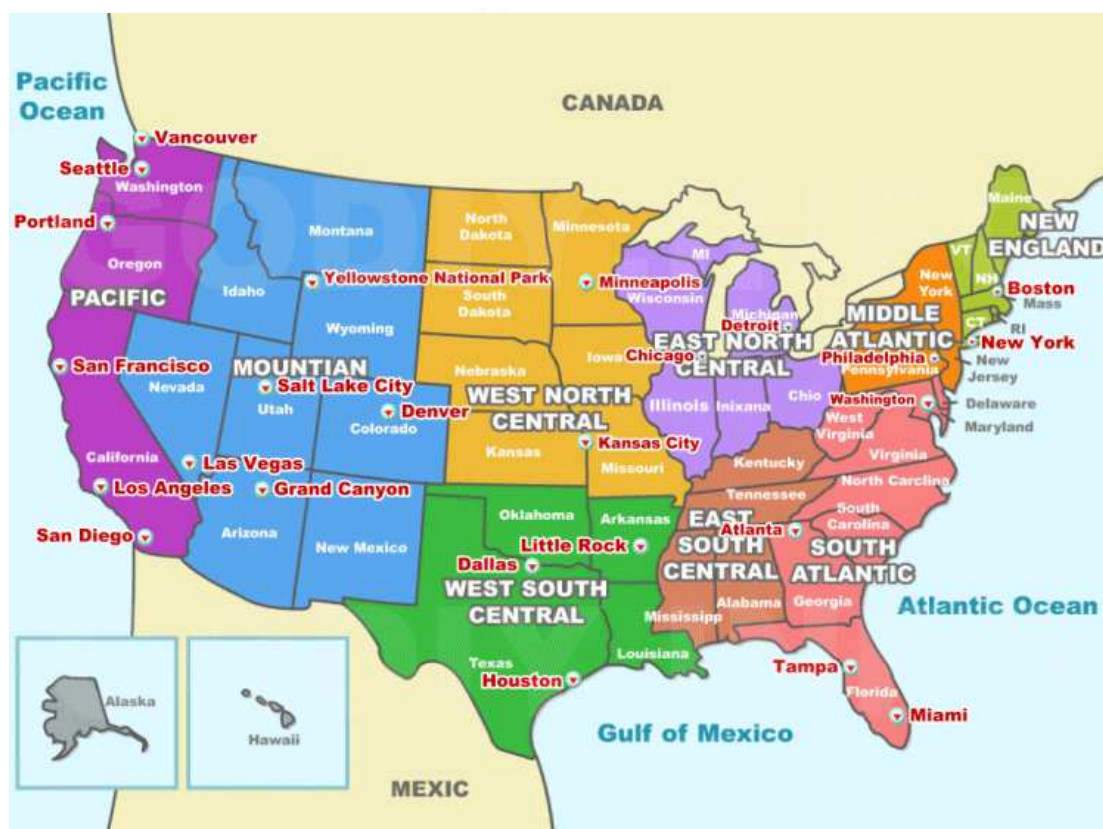 CANADA
Pacific
Ocean
Vancouver
Seattle
Washington
Portland
Oregon
PACIFIC
Montana
Idaho
Yellowstone National Park
Wyoming
North
Dakota
South
Dakota
Minnesota
Minneapolis
Wisconsin
MI
Michigan
Detroit
Maine
NEW
ENGLAND
VT
NH
Boston
Mass
RI
CT
New
York
New York
MIDDLE
ATLANTIC
Philadelphia
Pennsylvania
New
Jersey
San Francisco
Nevada
MOUNTIAN
Salt Lake City
Utah
Denver
Colorado
Nebraska
Iowa
WEST NORTH
CENTRAL
Chicago
EAST NORTH
CENTRAL
Illinois
Inixana
Chio
Washington
Delaware
Maryland
West
Virginia
Virginia
California
Las Vegas
Los Angeles
Grand Canyon
San Diego
Arizona
New Mexico
Kansas
Kansas City
Missouri
Kentucky
Tennessee
North Carclina
South
Carolina
Oklahoma
Arkansas
Little Rock
Dallas
WEST SOUTH
CENTRAL
EAST
SOUTH
CENTRAL
Atlanta
SOUTH
ATLANTIC
Mississipp
Alabama
Georgia
Atlantic Ocean
Texas
Houston
Louisiana
Tampa
Florida
Miami
Gulf of Mexico
Alaska
Hawaii
MEXIC